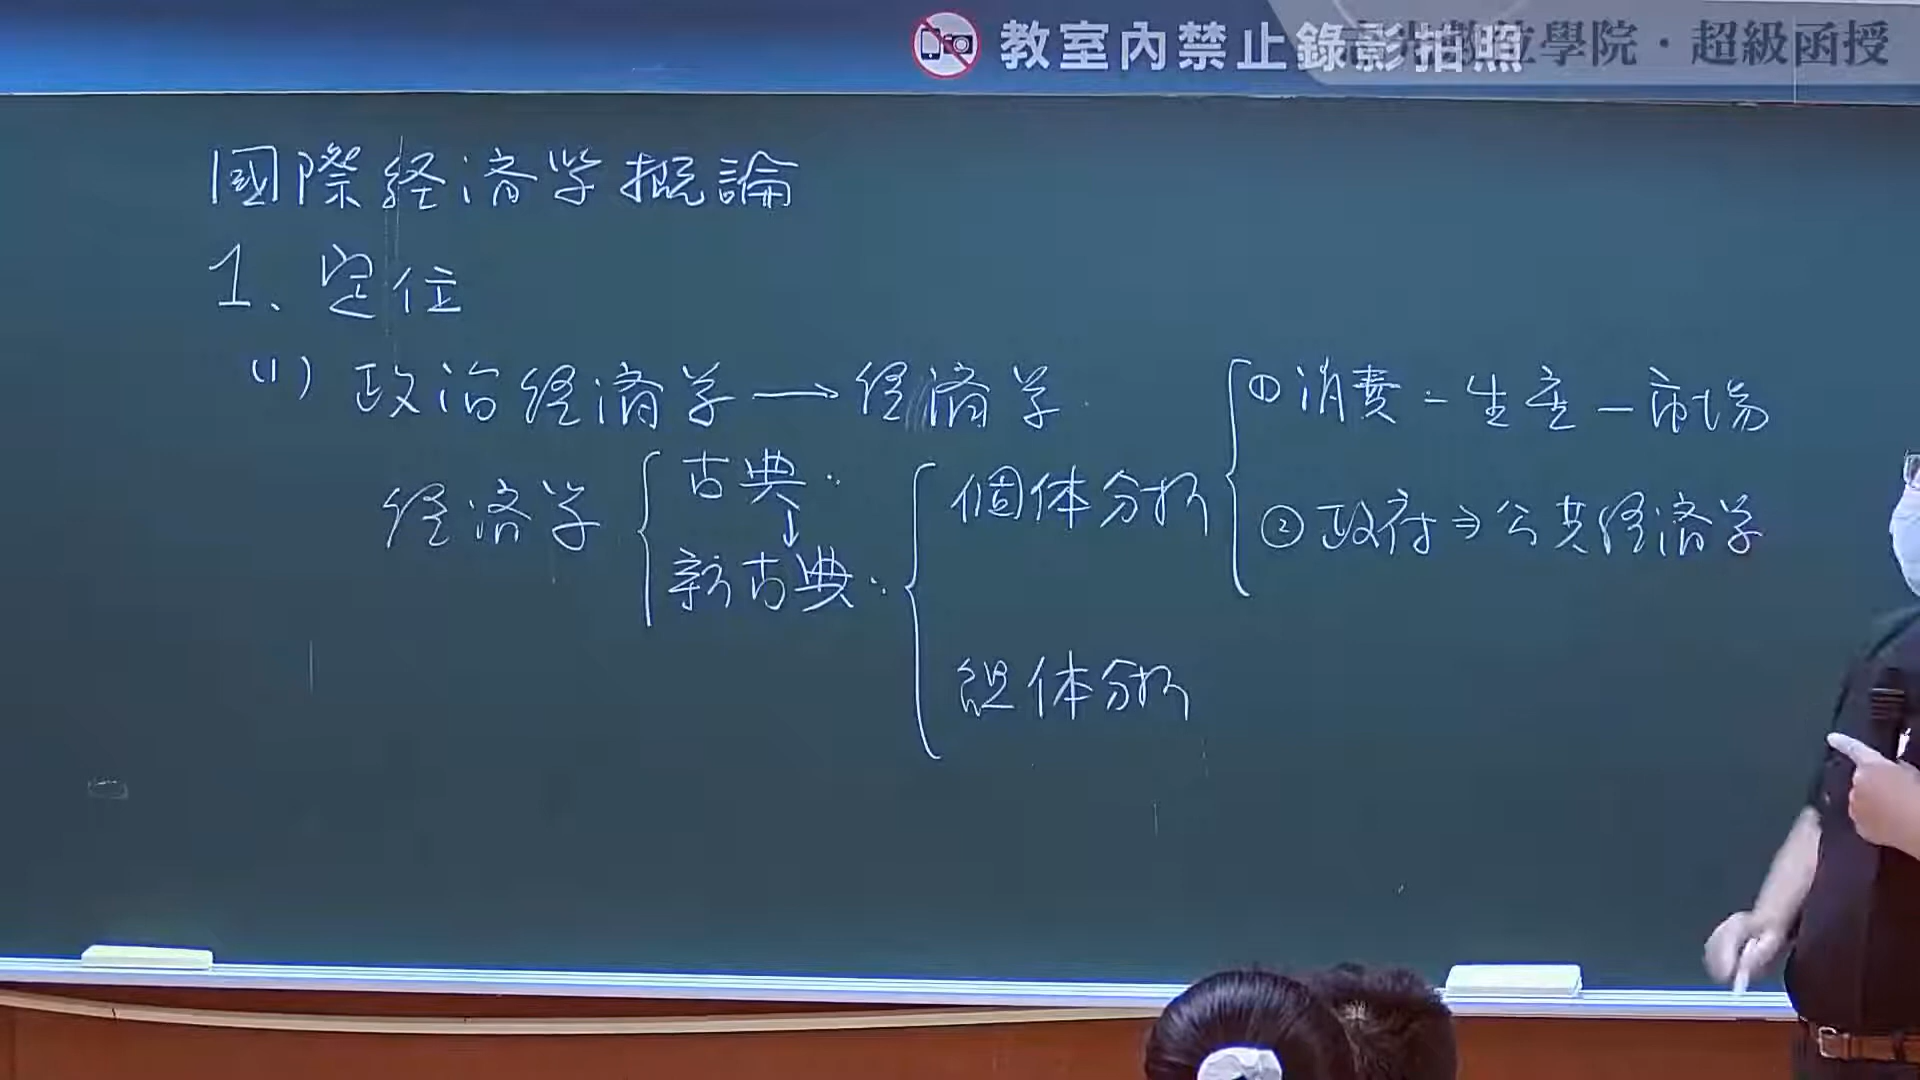 教室內禁止錄影拍照
學院・超級函授
國際経済学概論
1、定位
(1) 政治経済学 → 経済学
経済学
古典:
↓
新古典:
個体分析
①消費-生産-市場
②政府⇒公共経済学
総体分析